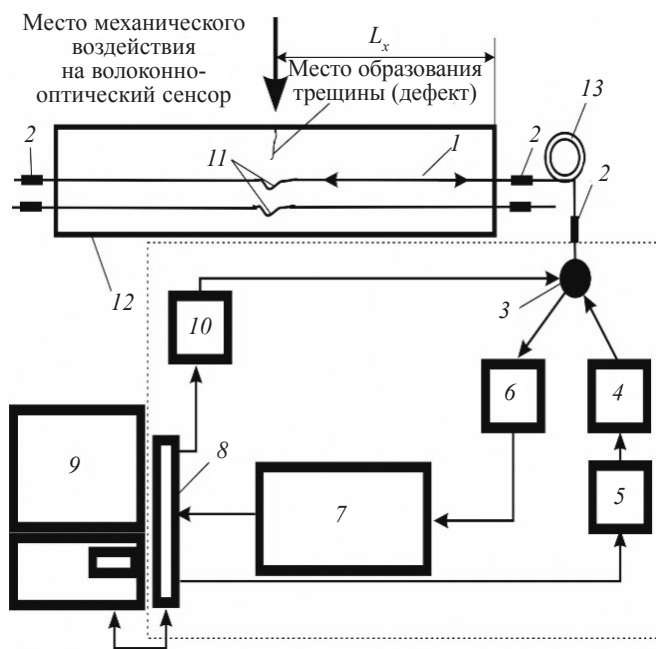 Место механического
воздействия
на волоконно-
оптический сенсор
Lx
Место образования
трещины (дефект)
13
2
11
1
2
2
12
3
10
6
4
9
8
7
5